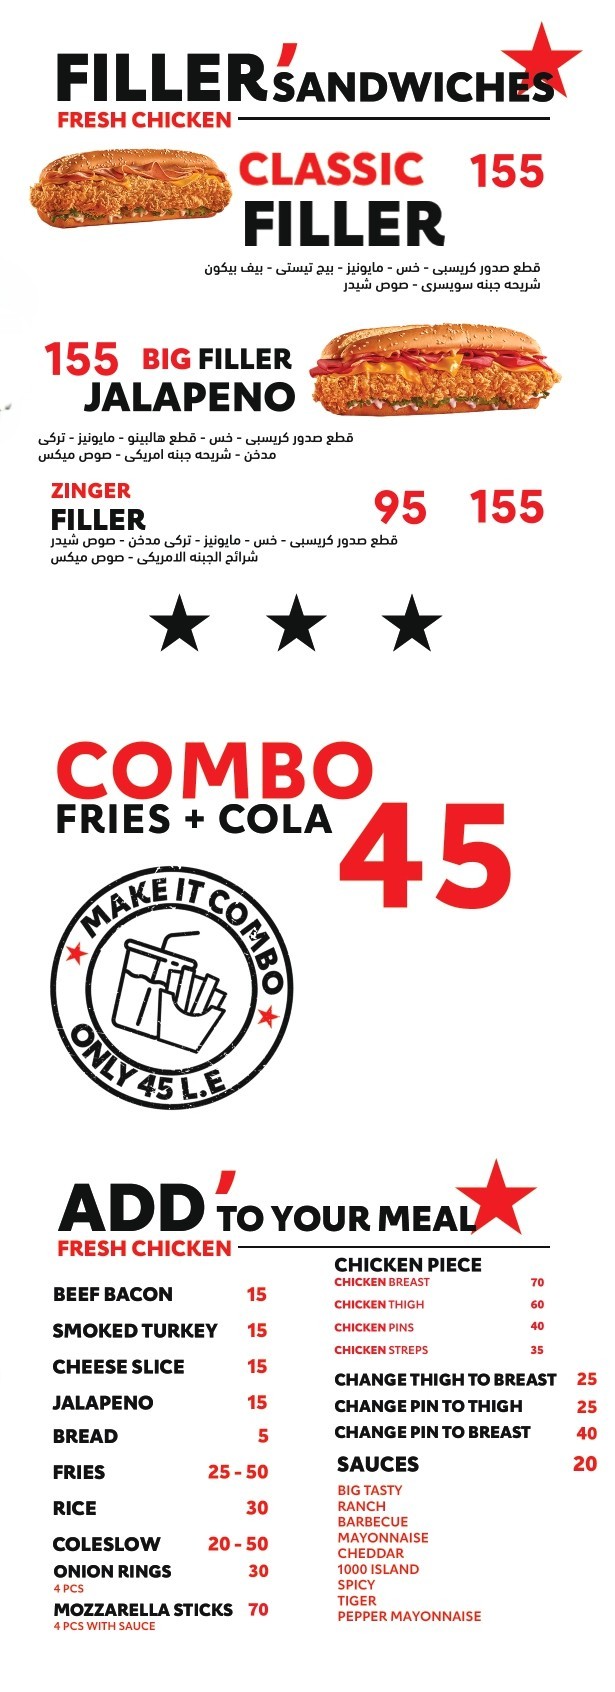 FILLER'SANDWICHES
FRESH CHICKEN
CLASSIC 155
FILLER
قطع صدور كريسبى - خس - مايونيز - بيج تيستى - بيف بيكون
شريحه جبنه سويسرى - صوص شيدر
155 BIG FILLER
JALAPENO
قطع صدور كريسبى - خس - قطع هالبينو - مايونيز - تركى
مدخن - شريحه جبنه امريكى - صوص ميكس
ZINGER
FILLER 95 155
قطع صدور كريسبى - خس - مايونيز - تركى مدخن - صوص شيدر
شرائح الجبنه الامريكى - صوص ميكس
COMBO
FRIES + COLA
45
MAKE IT COMBO
ONLY 45 L.E
ADD'TO YOUR MEAL
FRESH CHICKEN
BEEF BACON 15
SMOKED TURKEY 15
CHEESE SLICE 15
JALAPENO 15
BREAD 5
FRIES 25 - 50
RICE 30
COLESLOW 20 - 50
ONION RINGS 30
4 PCS
MOZZARELLA STICKS 70
4 PCS WITH SAUCE
CHICKEN PIECE
CHICKEN BREAST 70
CHICKEN THIGH 60
CHICKEN PINS 40
CHICKEN STREPS 35
CHANGE THIGH TO BREAST 25
CHANGE PIN TO THIGH 25
CHANGE PIN TO BREAST 40
SAUCES 20
BIG TASTY
RANCH
BARBECUE
MAYONNAISE
CHEDDAR
1000 ISLAND
SPICY
TIGER
PEPPER MAYONNAISE